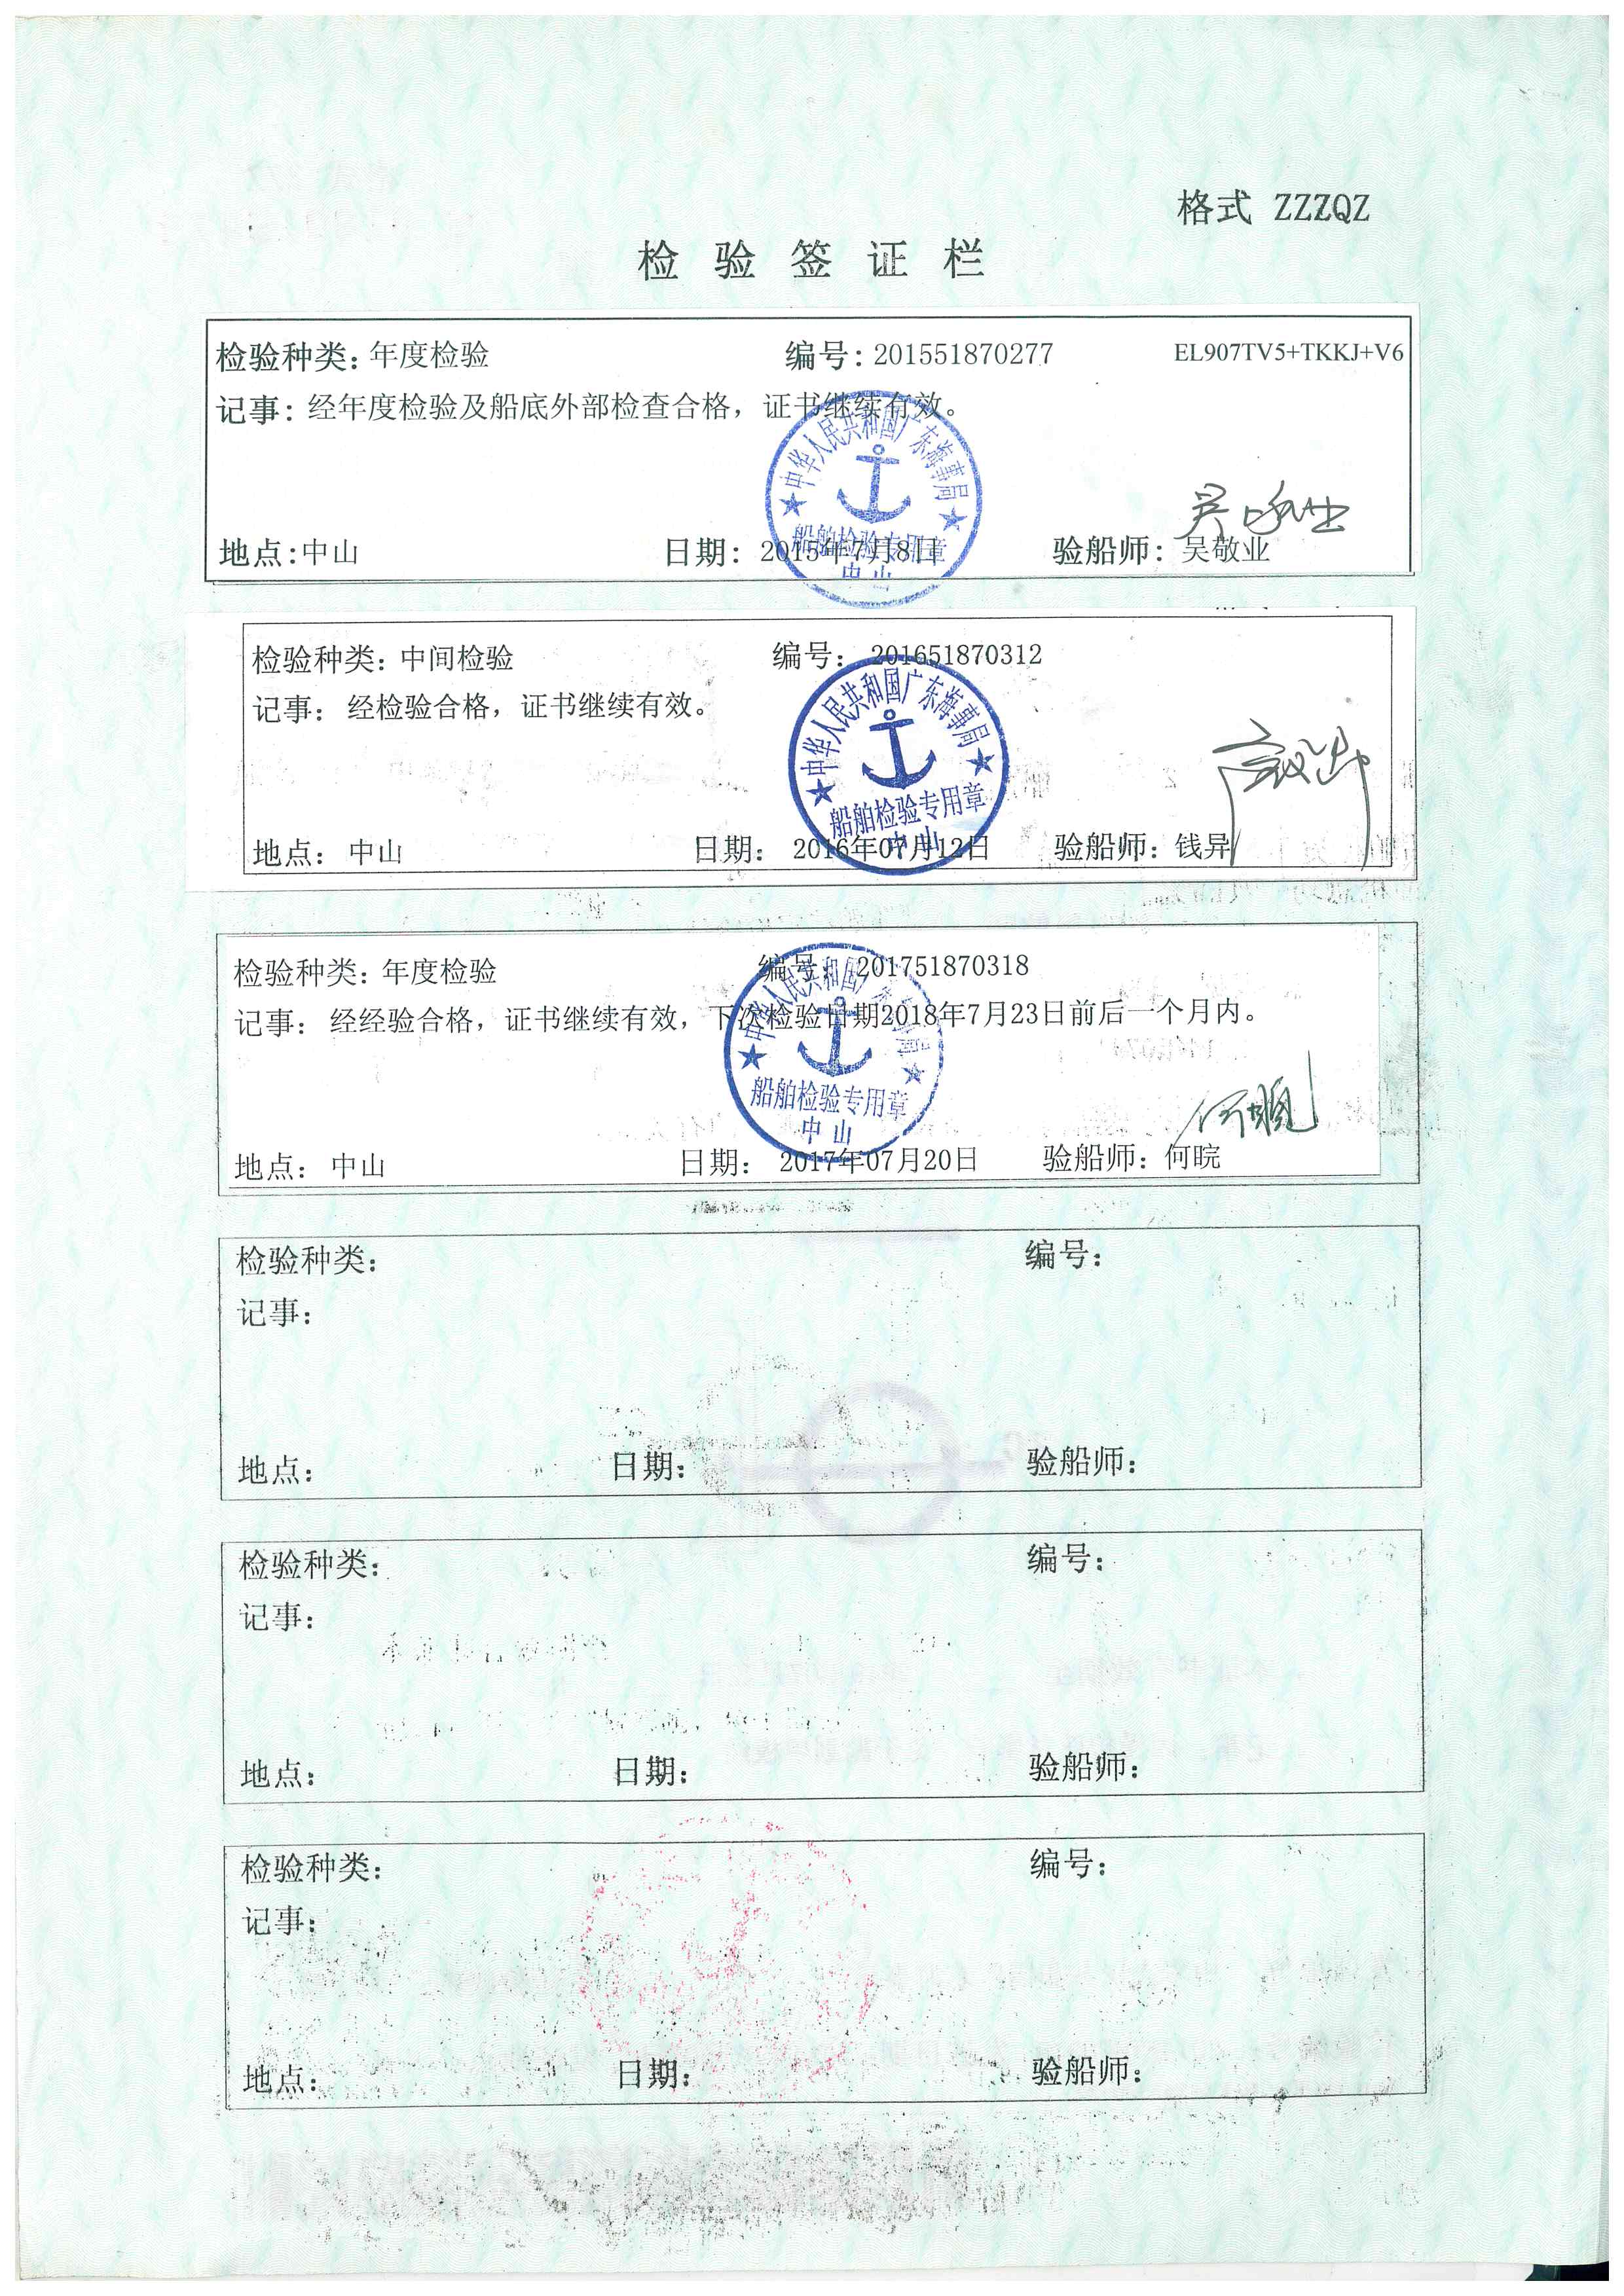 格式 ZZZQZ
检验签证栏
检验种类：年度检验 编号：201551870277 EL907TV5+TKKJ+V6
记事：经年度检验及船底外部检查合格，证书继续有效。
中华人民共和国广东海事局
船舶检验专用章
中山
吴敬业
地点：中山 日期：2015年7月8日 验船师：吴敬业
检验种类：中间检验 编号：201651870312
记事：经检验合格，证书继续有效。
中华人民共和国广东海事局
船舶检验专用章
中山
地点：中山 日期：2016年07月12日 验船师：钱异
检验种类：年度检验 编号：201751870318
记事：经经验合格，证书继续有效，下次检验日期2018年7月23日前后一个月内。
中华人民共和国广东海事局
船舶检验专用章
中山
何晥
地点：中山 日期：2017年07月20日 验船师：何晥
检验种类： 编号：
记事：
地点： 日期： 验船师：
检验种类： 编号：
记事：
地点： 日期： 验船师：
检验种类： 编号：
记事：
地点： 日期： 验船师：